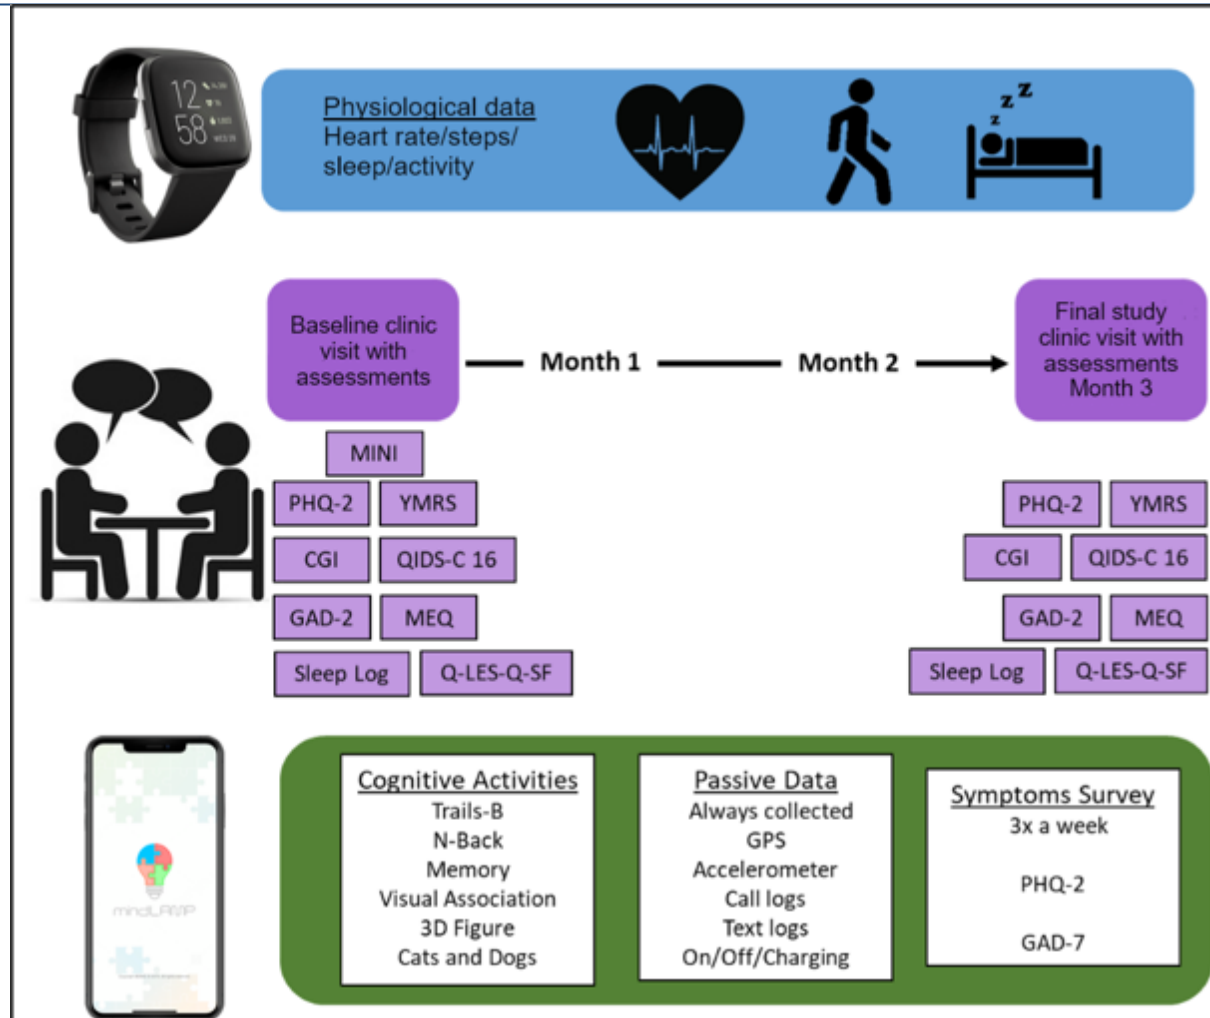 12
58
Physiological data
Heart rate/steps/
sleep/activity
z z z
Baseline clinic
visit with
assessments
Month 1
Month 2
Final study
clinic visit with
assessments
Month 3
MINI
PHQ-2 YMRS
CGI QIDS-C 16
GAD-2 MEQ
Sleep Log Q-LES-Q-SF
PHQ-2 YMRS
CGI QIDS-C 16
GAD-2 MEQ
Sleep Log Q-LES-Q-SF
mindLAMP
Cognitive Activities
Trails-B
N-Back
Memory
Visual Association
3D Figure
Cats and Dogs
Passive Data
Always collected
GPS
Accelerometer
Call logs
Text logs
On/Off/Charging
Symptoms Survey
3x a week
PHQ-2
GAD-7